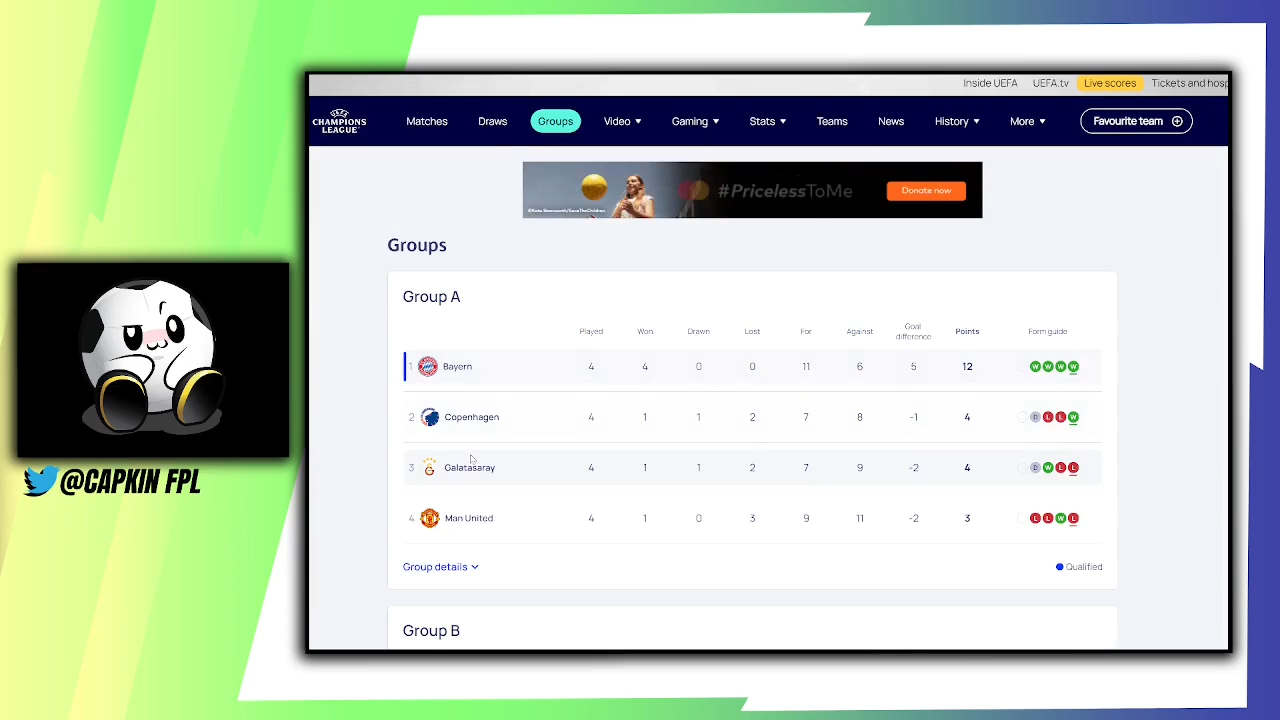 Inside UEFA UEFA.tv Live scores Tickets and hosp
UEFA CHAMPIONS LEAGUE Matches Draws Groups Video Gaming Stats Teams News History More Favourite team
#PricelessToMe Donate now
Groups
Group A
Played Won Drawn Lost For Against Goal difference Points Form guide
1 Bayern 4 4 0 0 11 6 5 12 W W W W
2 Copenhagen 4 1 1 2 7 8 -1 4 D L L W
3 Galatasaray 4 1 1 2 7 9 -2 4 D W L L
4 Man United 4 1 0 3 9 11 -2 3 L L W L
Group details Qualified
Group B
@CAPKIN FPL